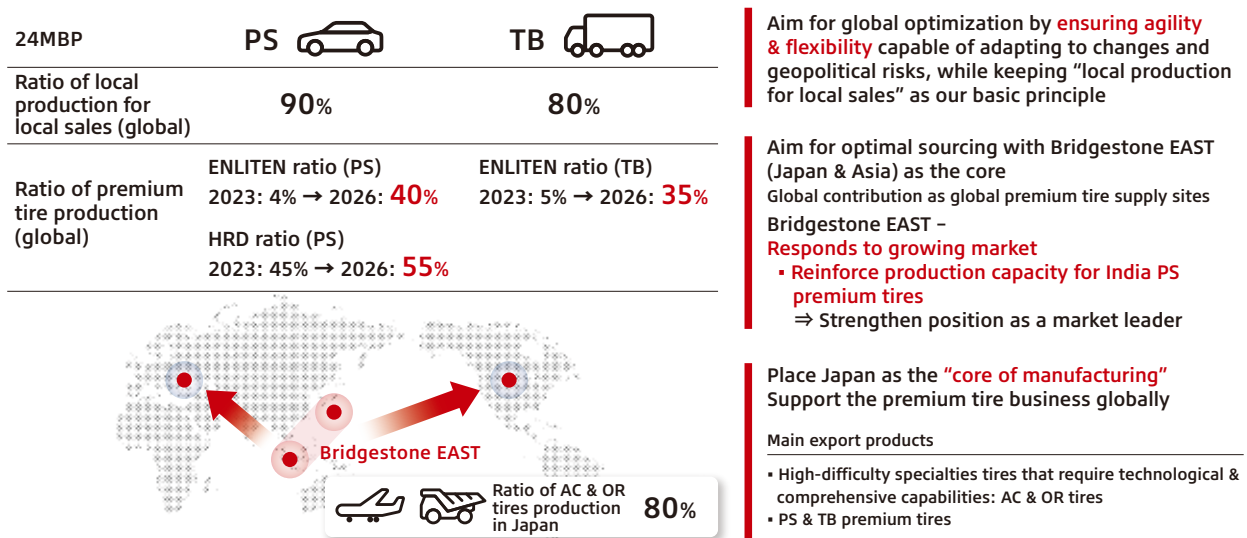 24MBP
PS
TB
Ratio of local
production for
local sales (global)
90%
80%
Ratio of premium
tire production
(global)
ENLITEN ratio (PS)
2023: 4% → 2026: 40%
HRD ratio (PS)
2023: 45% → 2026: 55%
ENLITEN ratio (TB)
2023: 5% → 2026: 35%
Bridgestone EAST
Ratio of AC & OR
tires production
in Japan
80%
Aim for global optimization by ensuring agility
& flexibility capable of adapting to changes and
geopolitical risks, while keeping “local production
for local sales” as our basic principle
Aim for optimal sourcing with Bridgestone EAST
(Japan & Asia) as the core
Global contribution as global premium tire supply sites
Bridgestone EAST –
Responds to growing market
▪ Reinforce production capacity for India PS
premium tires
⇒ Strengthen position as a market leader
Place Japan as the “core of manufacturing”
Support the premium tire business globally
Main export products
▪ High-difficulty specialties tires that require technological &
comprehensive capabilities: AC & OR tires
▪ PS & TB premium tires